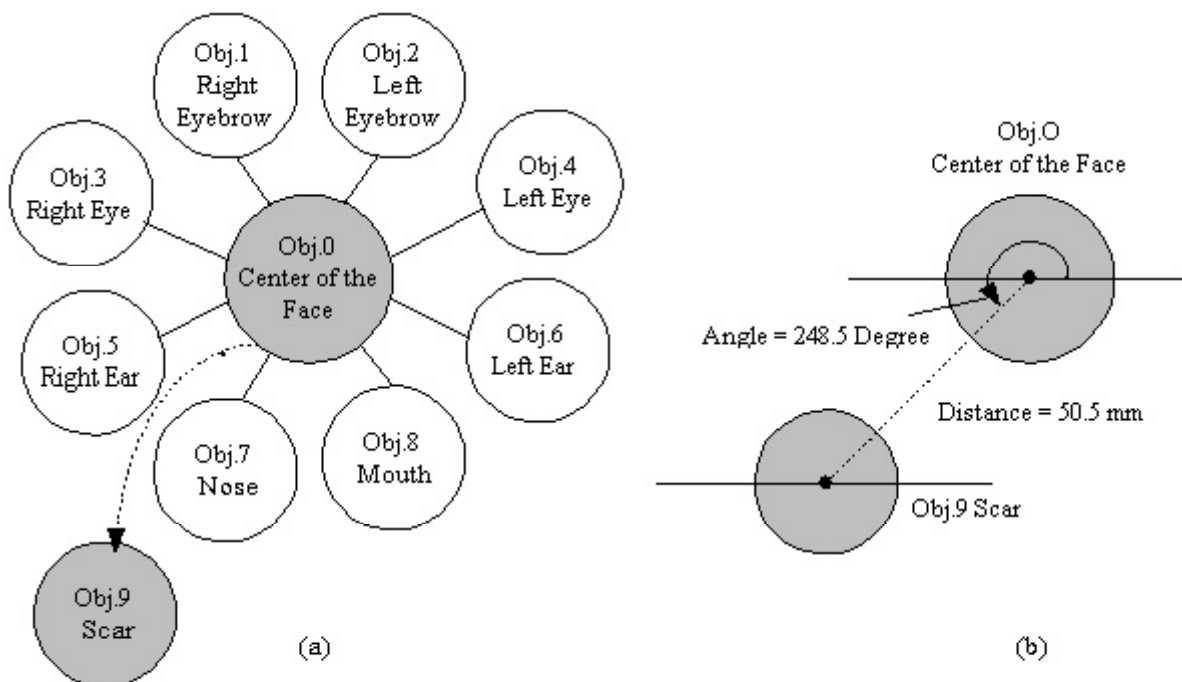 Obj.1
Right
Eyebrow
Obj.2
Left
Eyebrow
Obj.3
Right Eye
Obj.4
Left Eye
Obj.0
Center of the
Face
Obj.5
Right Ear
Obj.6
Left Ear
Obj.7
Nose
Obj.8
Mouth
Obj.9
Scar
(a)
Obj.O
Center of the Face
Angle = 248.5 Degree
Distance = 50.5 mm
Obj.9 Scar
(b)